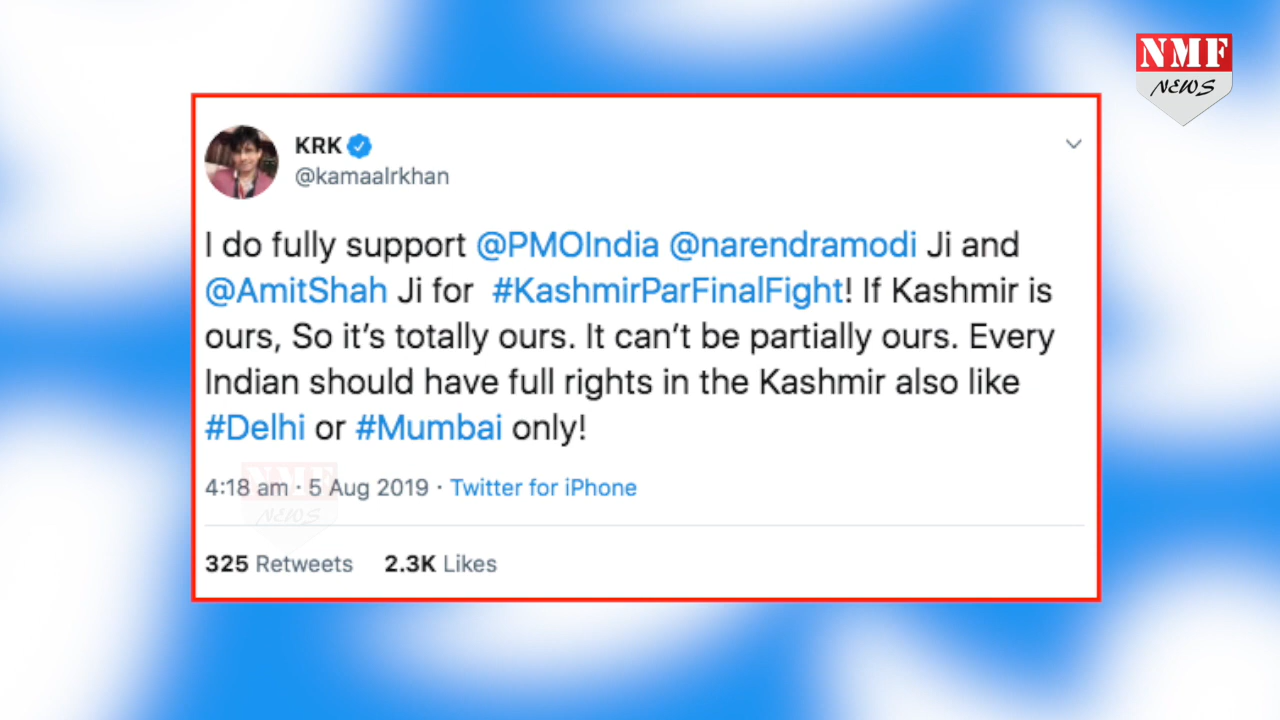 NMF
NEWS
KRK
@kamaalrkhan
I do fully support @PMOIndia @narendramodi Ji and
@AmitShah Ji for #KashmirParFinalFight! If Kashmir is
ours, So it's totally ours. It can't be partially ours. Every
Indian should have full rights in the Kashmir also like
#Delhi or #Mumbai only!
NMF
NEWS
4:18 am · 5 Aug 2019 · Twitter for iPhone
325 Retweets 2.3K Likes